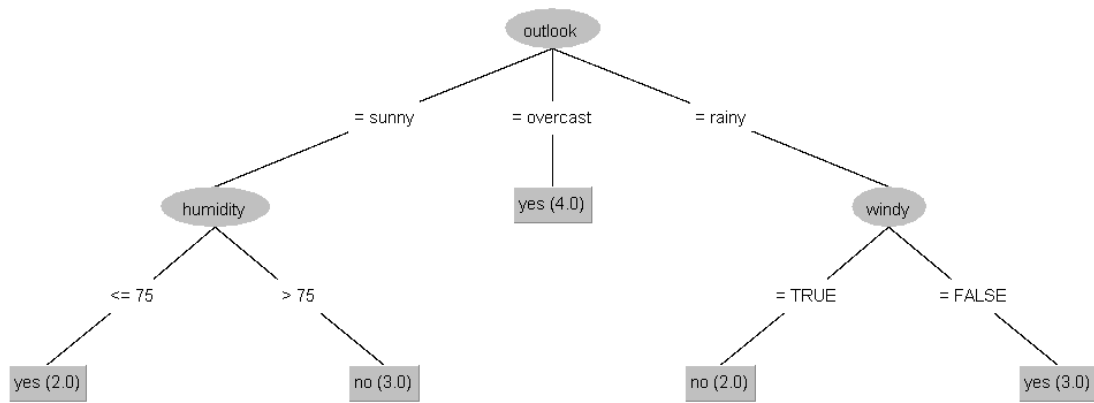 outlook
= sunny
= overcast
= rainy
humidity
yes (4.0)
windy
<= 75
> 75
= TRUE
= FALSE
yes (2.0)
no (3.0)
no (2.0)
yes (3.0)